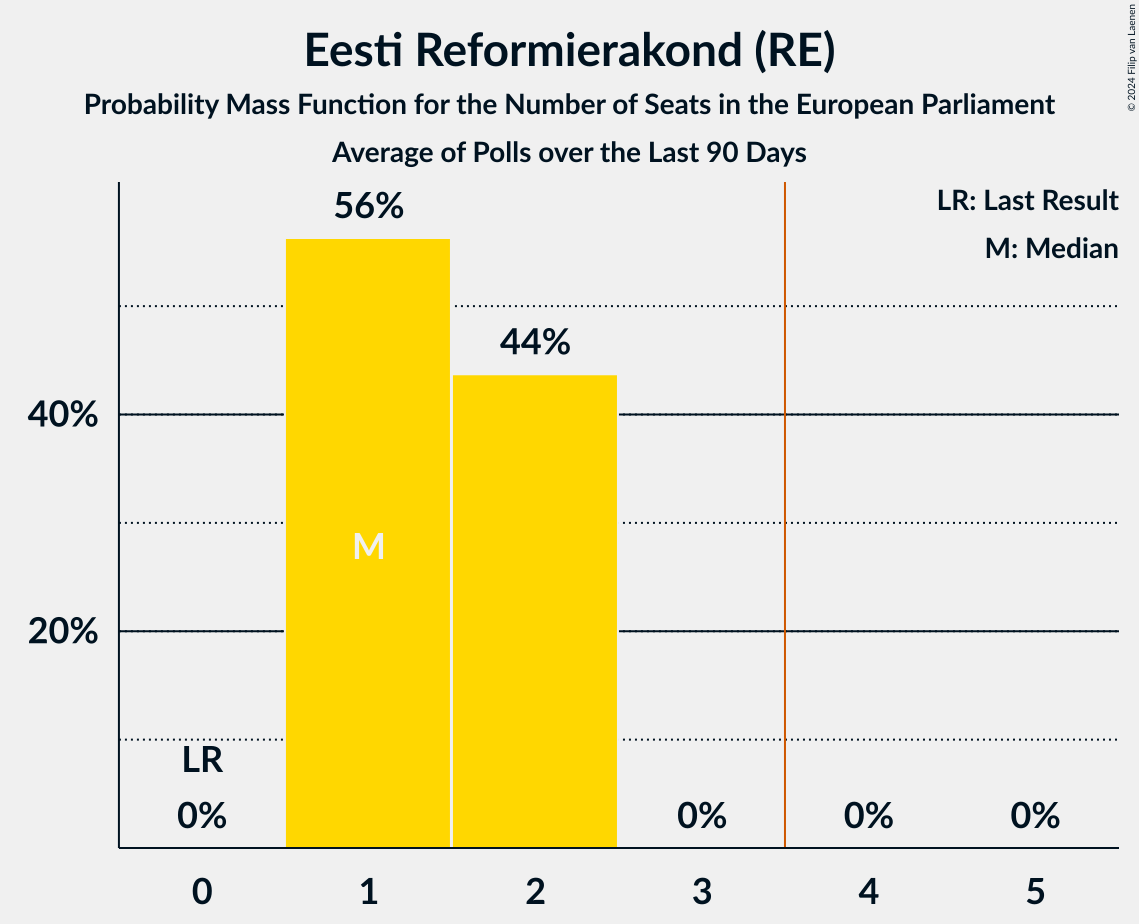 Eesti Reformierakond (RE)
Probability Mass Function for the Number of Seats in the European Parliament
Average of Polls over the Last 90 Days
© 2024 Filip van Laenen
LR: Last Result
M: Median
56%
44%
40%
M
20%
LR
0%
0%
0%
0%
0
1
2
3
4
5